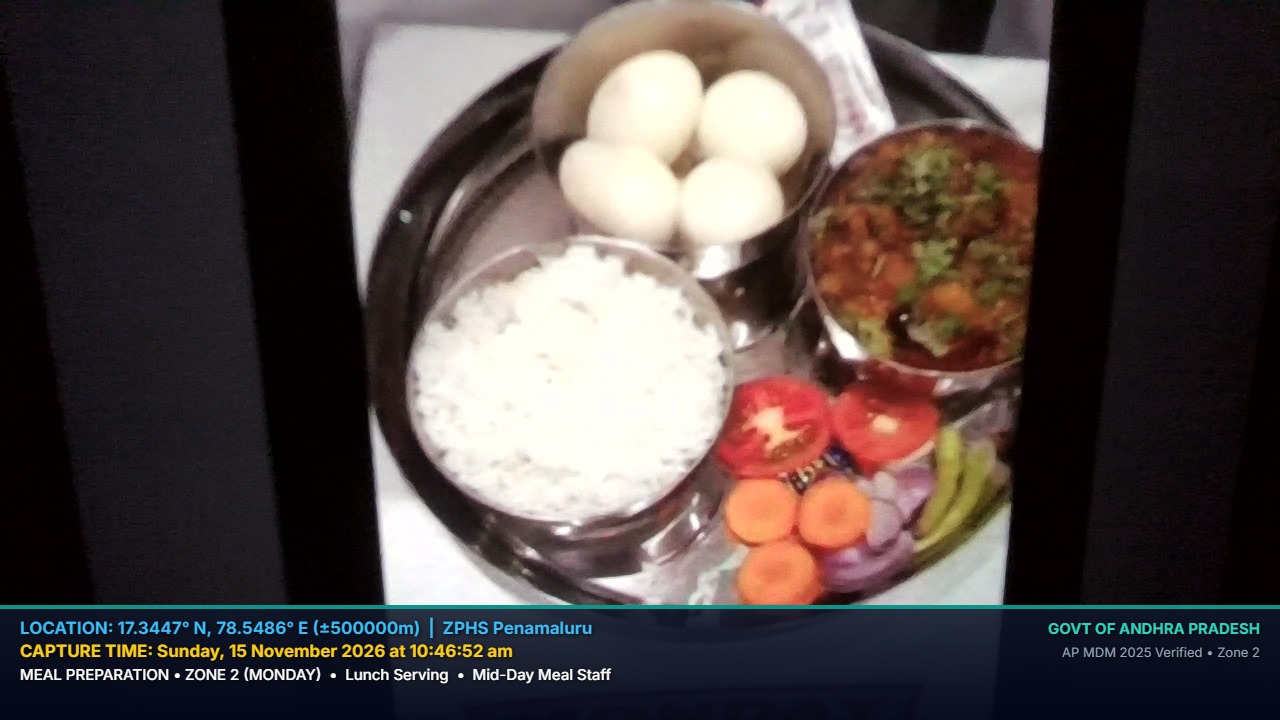 LOCATION: 17.3447° N, 78.5486° E (±500000m) | ZPHS Penamaluru
CAPTURE TIME: Sunday, 15 November 2026 at 10:46:52 am
MEAL PREPARATION • ZONE 2 (MONDAY) • Lunch Serving • Mid-Day Meal Staff
GOVT OF ANDHRA PRADESH
AP MDM 2025 Verified • Zone 2